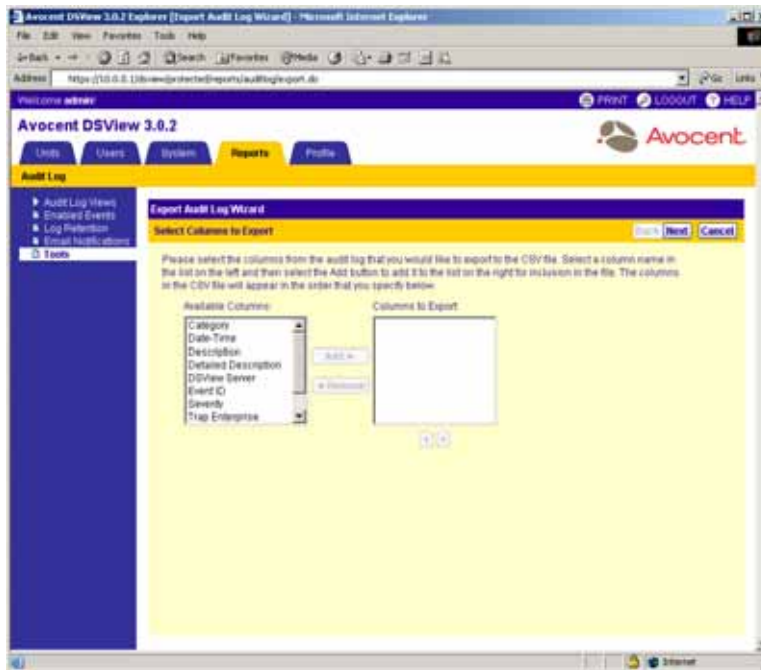 Avocent DSView 3.0.2 Explorer [Export Audit Log Wizard] - Microsoft Internet Explorer
File Edit View Favorites Tools Help
Back Search Favorites Media
Address
Links
Welcome admin
PRINT LOGOUT HELP
Avocent DSView 3.0.2
Avocent
Units Users System Reports Profile
Audit Log
Audit Log Views
Enabled Events
Log Retention
Email Notifications
Tools
Export Audit Log Wizard
Select Columns to Export
Back Next Cancel
Please select the columns from the audit log that you would like to export to the CSV file. Select a column name in
the list on the left and then select the Add button to add it to the list on the right for inclusion in the file. The columns
in the CSV file will appear in the order that you specify below.
Available Columns:
Columns to Export:
Category
Date-Time
Description
Detailed Description
DSView Server
Event ID
Severity
Trap Enterprise
Add
Remove
Internet